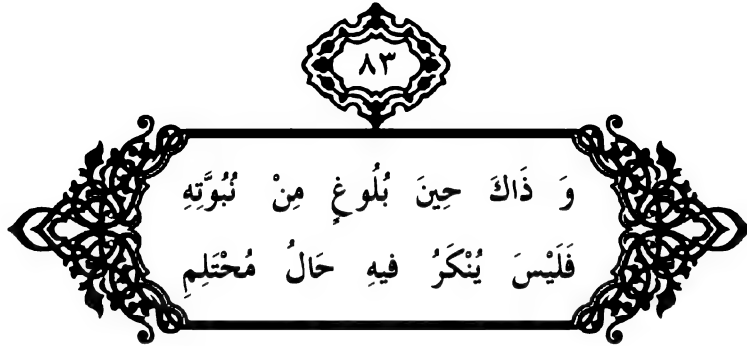 ٨٣
وَ ذَاكَ حِينَ بُلُوغٍ مِنْ نُبُوَّتِهِ
فَلَيْسَ يُنْكَرُ فيهِ حَالُ مُحْتَلِمِ